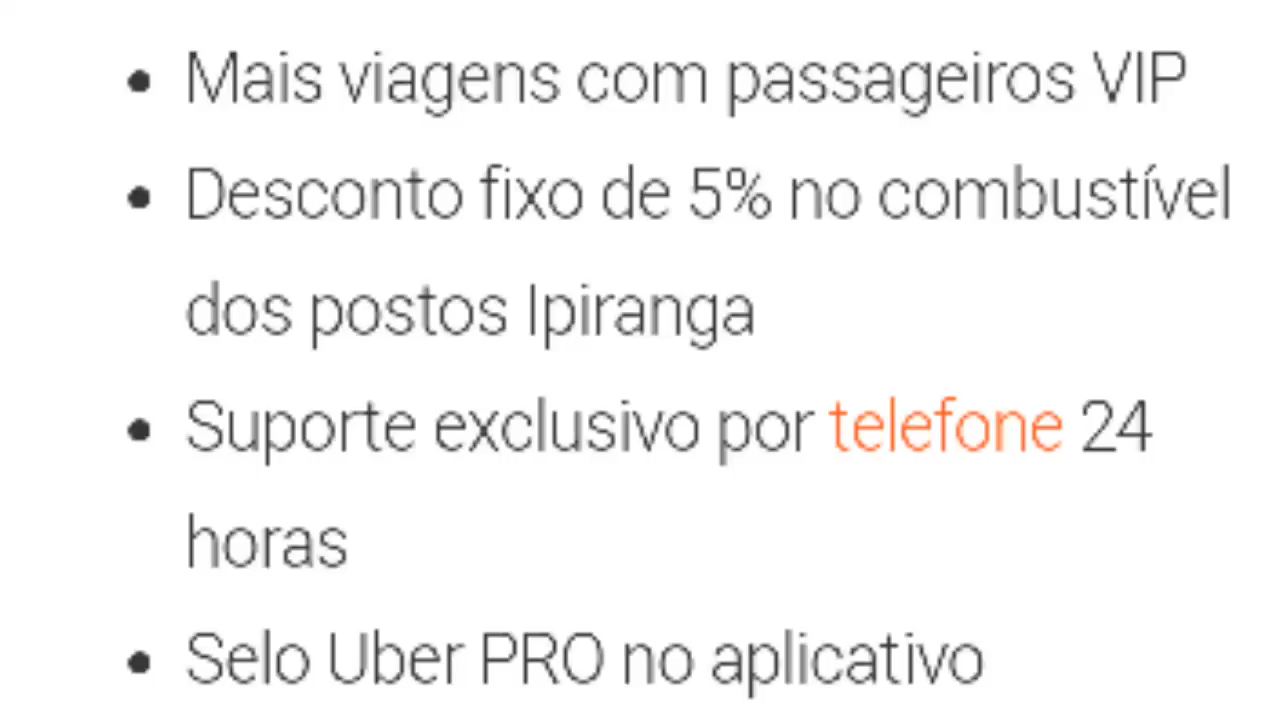 • Mais viagens com passageiros VIP
• Desconto fixo de 5% no combustível
dos postos Ipiranga
• Suporte exclusivo por telefone 24
horas
• Selo Uber PRO no aplicativo